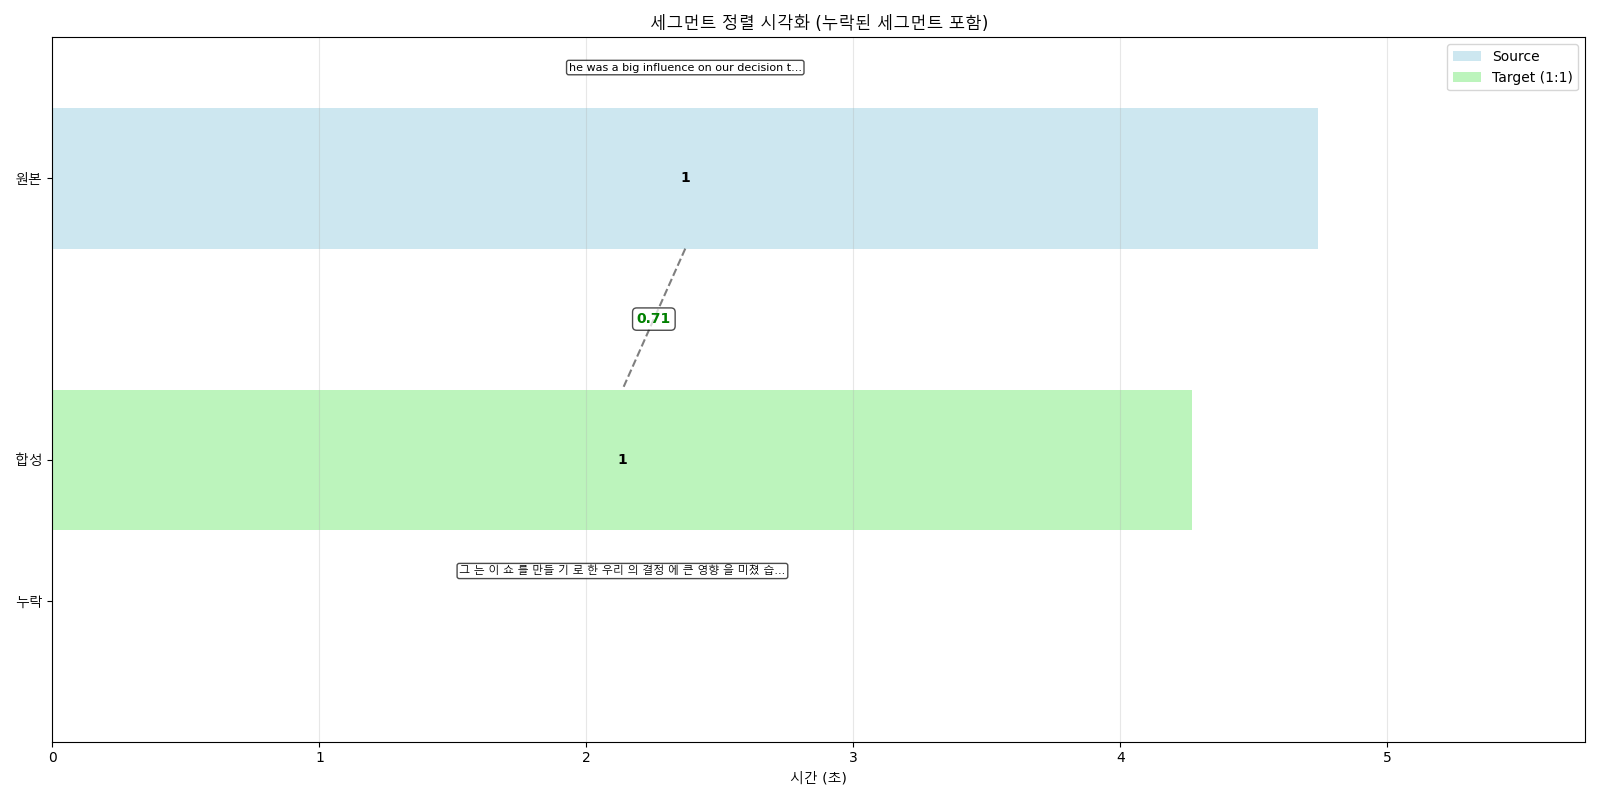 세그먼트 정렬 시각화 (누락된 세그먼트 포함)
he was a big influence on our decision t...
Source
Target (1:1)
원본
1
0.71
합성
1
그 는 이 쇼 를 만들 기 로 한 우리 의 결정 에 큰 영향 을 미쳤 습...
누락
0 1 2 3 4 5
시간 (초)